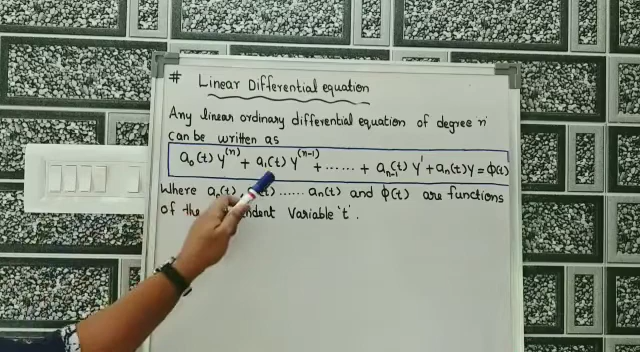 # Linear Differential equation
Any linear ordinary differential equation of degree 'n'
can be written as
a₀(t) y⁽ⁿ⁾ + a₁(t) y⁽ⁿ⁻¹⁾ + ...... + aₙ₋₁(t) y' + aₙ(t) y = φ(t)
Where a₀(t) ...... aₙ(t) and φ(t) are functions
of the Variable 't'.